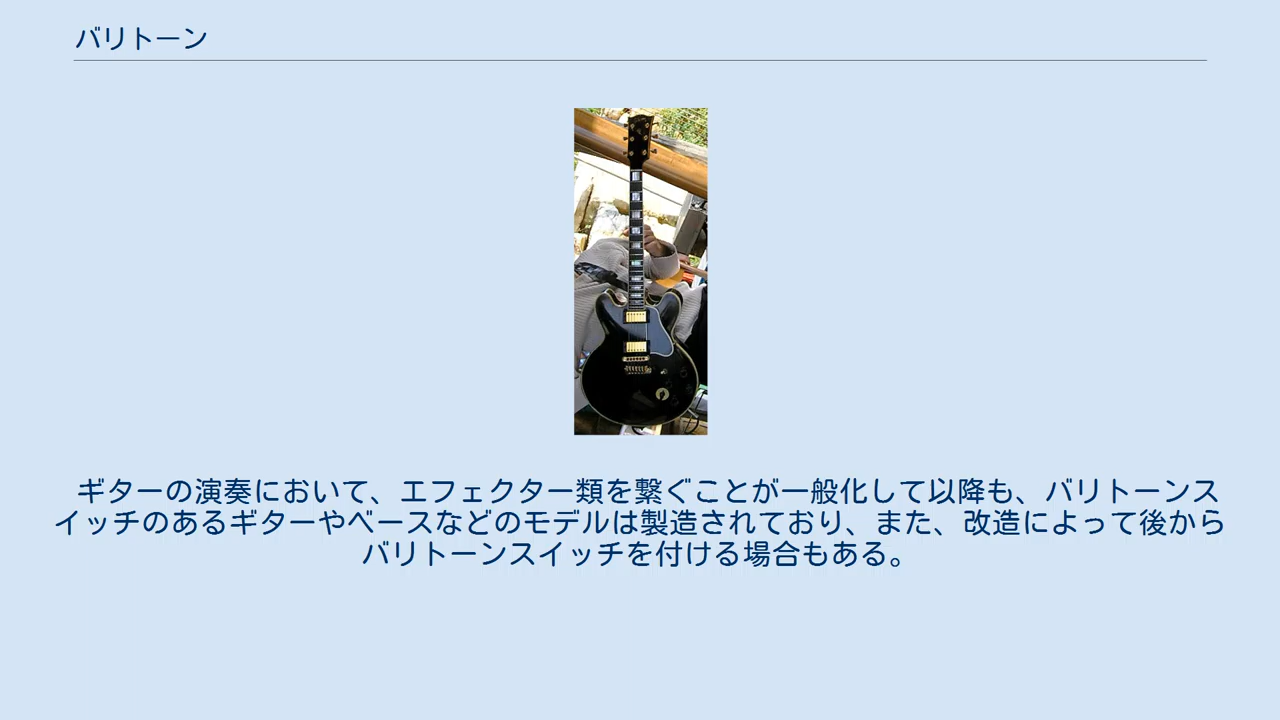 バリトーン
ギターの演奏において、エフェクター類を繋ぐことが一般化して以降も、バリトーンス
イッチのあるギターやベースなどのモデルは製造されており、また、改造によって後から
バリトーンスイッチを付ける場合もある。